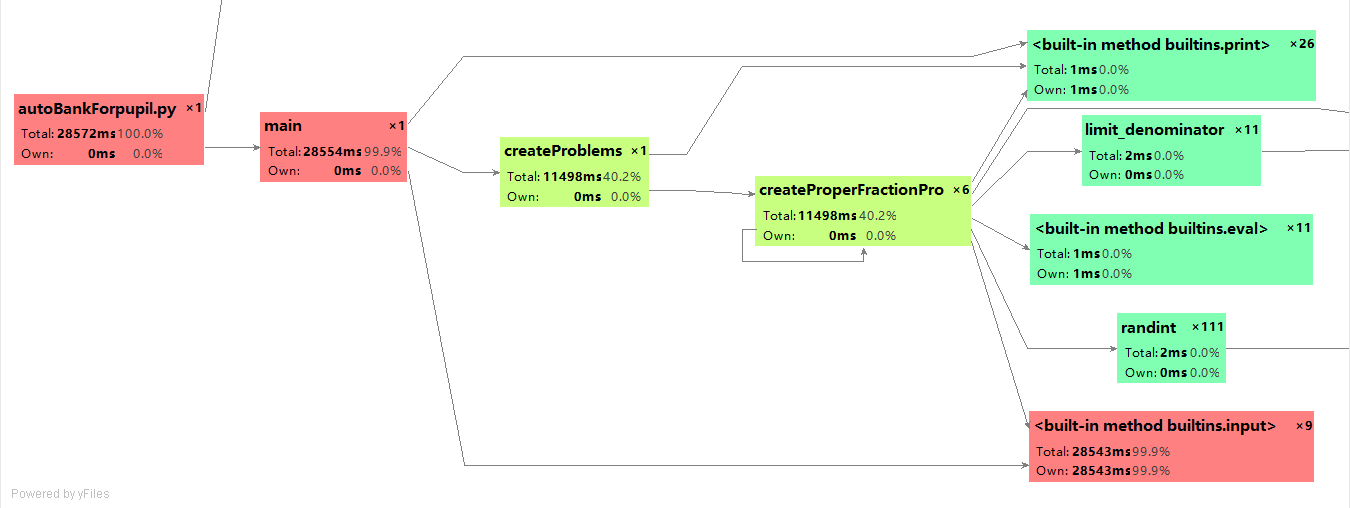 autoBankForpupil.py ×1
Total: 28572ms 100.0%
Own: 0ms 0.0%
main ×1
Total: 28554ms 99.9%
Own: 0ms 0.0%
createProblems ×1
Total: 11498ms 40.2%
Own: 0ms 0.0%
createProperFractionPro ×6
Total: 11498ms 40.2%
Own: 0ms 0.0%
<built-in method builtins.print> ×26
Total: 1ms 0.0%
Own: 1ms 0.0%
limit_denominator ×11
Total: 2ms 0.0%
Own: 0ms 0.0%
<built-in method builtins.eval> ×11
Total: 1ms 0.0%
Own: 1ms 0.0%
randint ×111
Total: 2ms 0.0%
Own: 0ms 0.0%
<built-in method builtins.input> ×9
Total: 28543ms 99.9%
Own: 28543ms 99.9%
Powered by yFiles